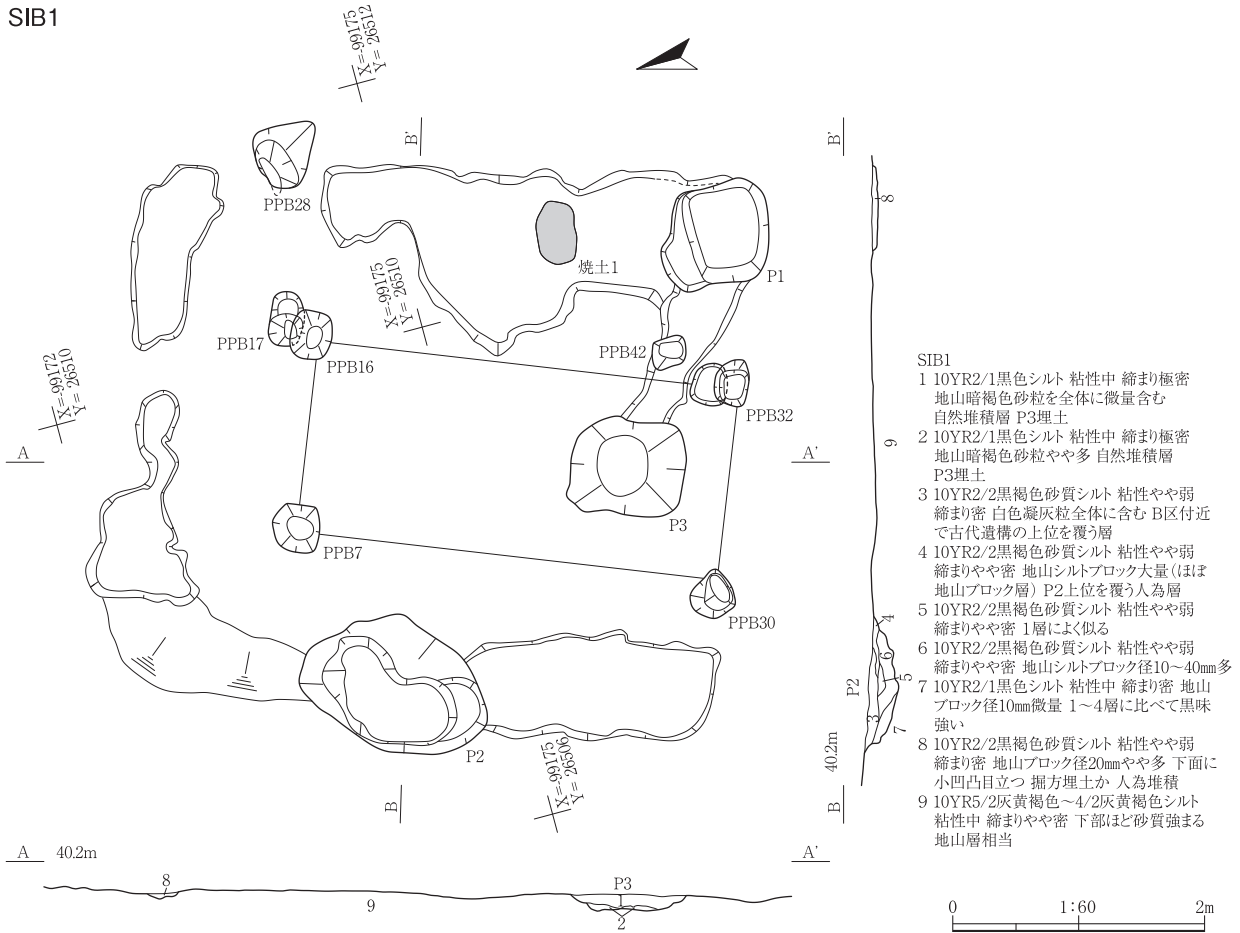 SIB1
X=-99175
Y= 26512
B'
B'
PPB28
8
焼土1
P1
X=-99175
Y= 26510
PPB17
PPB16
PPB42
PPB32
X=-99172
Y= 26510
A
A'
9
P3
PPB7
PPB30
4
6
5
P2
3
7
P2
X=-99175
Y= 26506
40.2m
B
B
SIB1
1 10YR2/1黒色シルト 粘性中 締まり極密
地山暗褐色砂粒を全体に微量含む
自然堆積層 P3埋土
2 10YR2/1黒色シルト 粘性中 締まり極密
地山暗褐色砂粒やや多 自然堆積層
P3埋土
3 10YR2/2黒褐色砂質シルト 粘性やや弱
締まり密 白色凝灰粒全体に含む B区付近
で古代遺構の上位を覆う層
4 10YR2/2黒褐色砂質シルト 粘性やや弱
締まりやや密 地山シルトブロック大量（ほぼ
地山ブロック層） P2上位を覆う人為層
5 10YR2/2黒褐色砂質シルト 粘性やや弱
締まりやや密 1層によく似る
6 10YR2/2黒褐色砂質シルト 粘性やや弱
締まりやや密 地山シルトブロック径10～40㎜多
7 10YR2/1黒色シルト 粘性中 締まり密 地山
ブロック径10㎜微量 1～4層に比べて黒味
強い
8 10YR2/2黒褐色砂質シルト 粘性やや弱
締まり密 地山ブロック径20㎜やや多 下面に
小凹凸目立つ 掘方埋土か 人為堆積
9 10YR5/2灰黄褐色～4/2灰黄褐色シルト
粘性中 締まりやや密 下部ほど砂質強まる
地山層相当
A 40.2m
A'
8
9
P3
2
0 1:60 2m